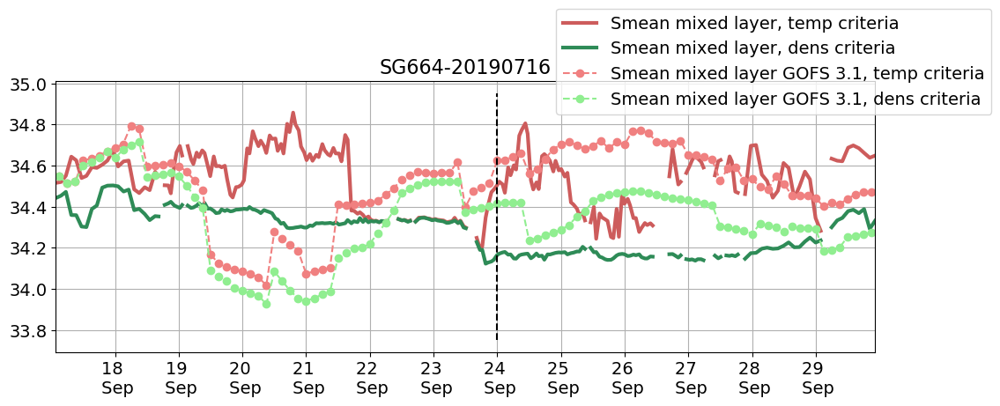 Smean mixed layer, temp criteria
Smean mixed layer, dens criteria
Smean mixed layer GOFS 3.1, temp criteria
Smean mixed layer GOFS 3.1, dens criteria
SG664-20190716
35.0
34.8
34.6
34.4
34.2
34.0
33.8
18 19 20 21 22 23 24 25 26 27 28 29
Sep Sep Sep Sep Sep Sep Sep Sep Sep Sep Sep Sep